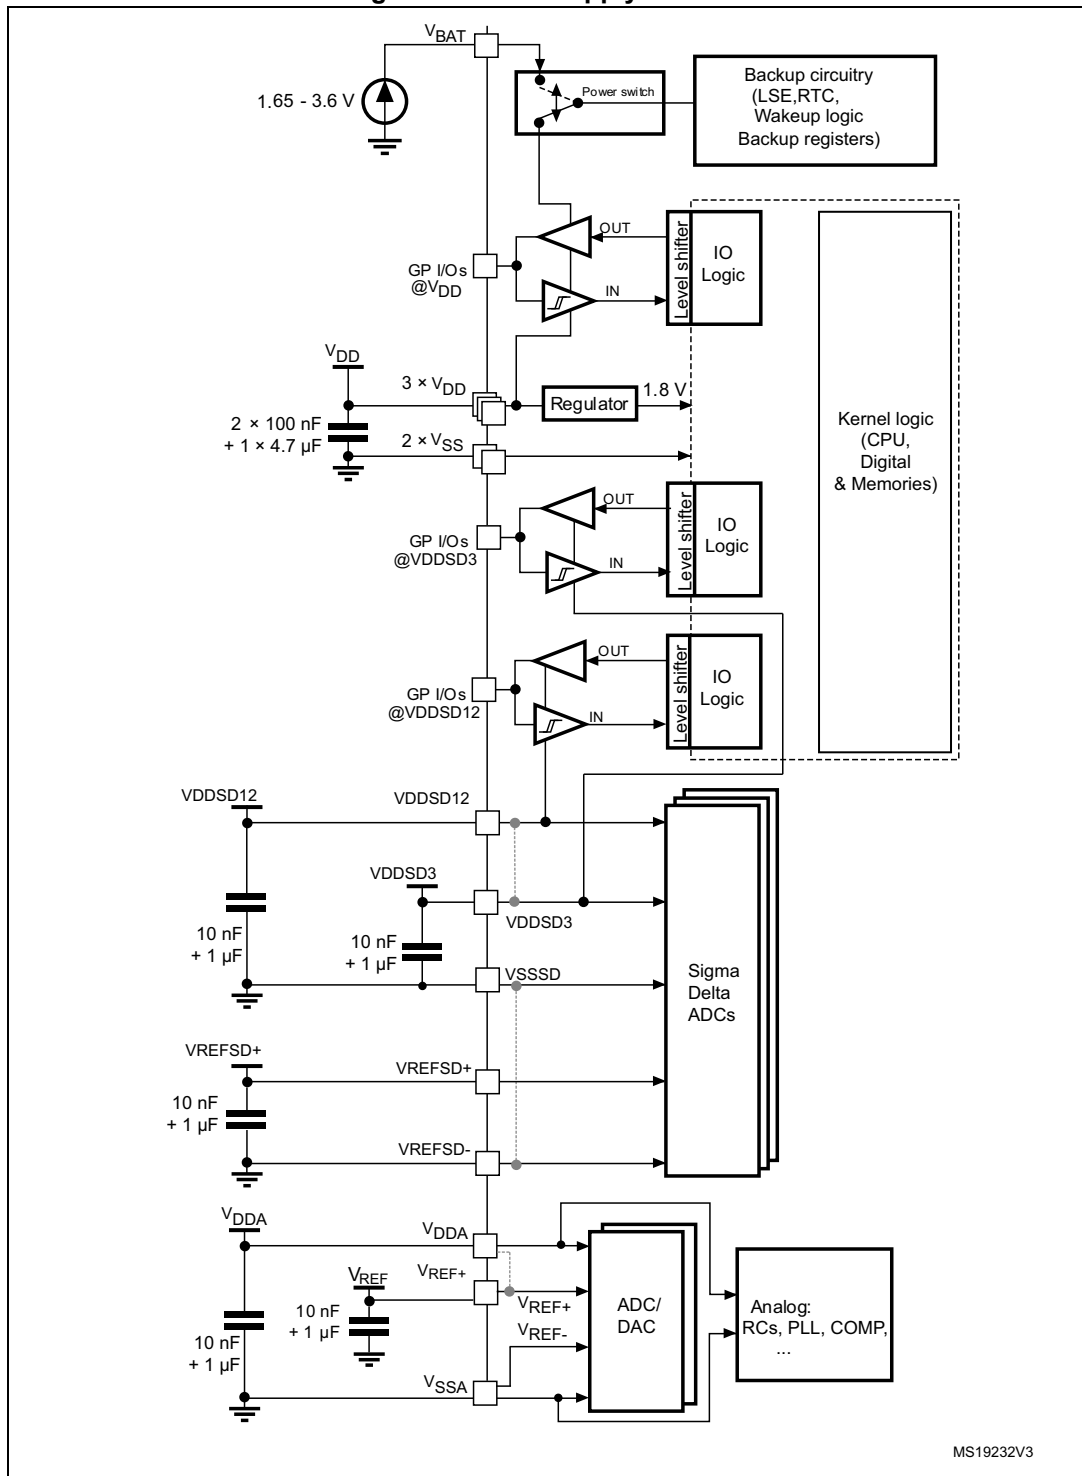 VBAT
1.65 - 3.6 V
Power switch
Backup circuitry
(LSE,RTC,
Wakeup logic
Backup registers)
OUT
Level shifter
IO
Logic
GP I/Os
@VDD
IN
VDD
3 × VDD
Regulator
1.8 V
2 × 100 nF
+ 1 × 4.7 µF
2 × VSS
Kernel logic
(CPU,
Digital
& Memories)
OUT
Level shifter
IO
Logic
GP I/Os
@VDDSD3
IN
OUT
Level shifter
IO
Logic
GP I/Os
@VDDSD12
IN
VDDSD12
VDDSD12
VDDSD3
VDDSD3
10 nF
+ 1 µF
10 nF
+ 1 µF
VSSSD
Sigma
Delta
ADCs
VREFSD+
VREFSD+
10 nF
+ 1 µF
VREFSD-
VDDA
VDDA
VREF+
VREF
VREF+
10 nF
+ 1 µF
VREF-
10 nF
+ 1 µF
VSSA
ADC/
DAC
Analog:
RCs, PLL, COMP,
...
MS19232V3